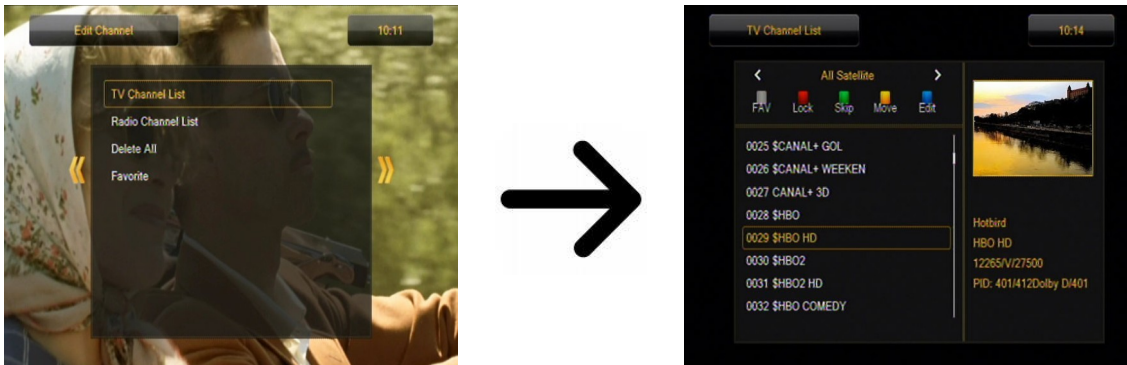 Edit Channel
10:11
TV Channel List
Radio Channel List
Delete All
Favorite
TV Channel List
10:14
All Satellite
FAV Lock Skip Move Edit
0025 $CANAL+ GOL
0026 $CANAL+ WEEKEN
0027 CANAL+ 3D
0028 $HBO
0029 $HBO HD
0030 $HBO2
0031 $HBO2 HD
0032 $HBO COMEDY
Hotbird
HBO HD
12265/V/27500
PID: 401/412Dolby D/401